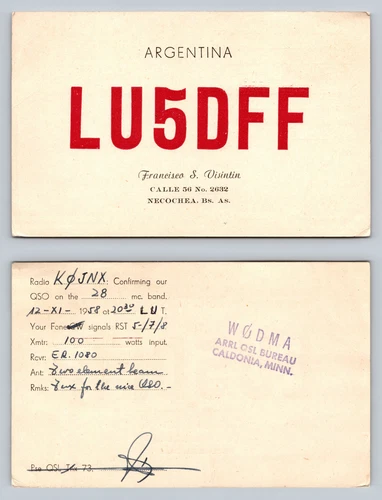 ARGENTINA
LU5DFF
Francisco S. Visintin
CALLE 56 No. 2632
NECOCHEA. Bs. As.
Radio KØJNX: Confirming our
QSO on the 28 mc. band.
12-XI- 1958 at 20 LU T.
Your Fone signals RST 5-/7/8
Xmtr: 100 watts input.
Rcvr: ER. 1080
Ant: Two element beam
Rmks: Tnx for the nice QSO. -
Pse QSL Tnx 73,
WØDMA
ARRL QSL BUREAU
CALDONIA, MINN.